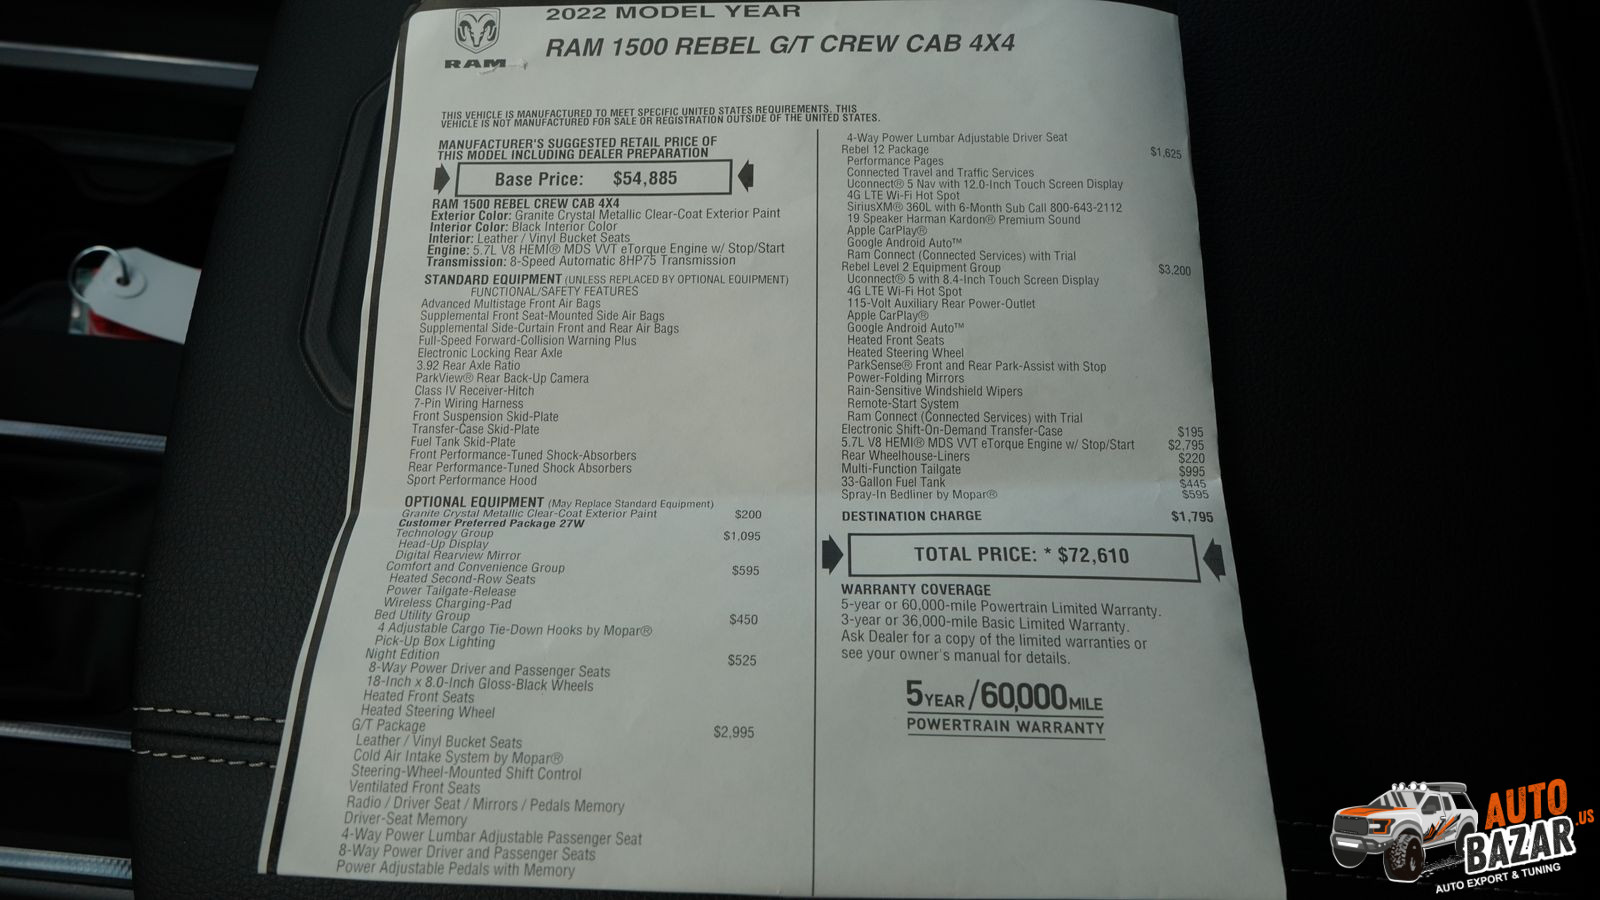 2022 MODEL YEAR
RAM 1500 REBEL G/T CREW CAB 4X4
RAM
THIS VEHICLE IS MANUFACTURED TO MEET SPECIFIC UNITED STATES REQUIREMENTS. THIS
VEHICLE IS NOT MANUFACTURED FOR SALE OR REGISTRATION OUTSIDE OF THE UNITED STATES.
MANUFACTURER'S SUGGESTED RETAIL PRICE OF
THIS MODEL INCLUDING DEALER PREPARATION
Base Price: $54,885
RAM 1500 REBEL CREW CAB 4X4
Exterior Color: Granite Crystal Metallic Clear-Coat Exterior Paint
Interior Color: Black Interior Color
Interior: Leather / Vinyl Bucket Seats
Engine: 5.7L V8 HEMI® MDS VVT eTorque Engine w/ Stop/Start
Transmission: 8-Speed Automatic 8HP75 Transmission
STANDARD EQUIPMENT (UNLESS REPLACED BY OPTIONAL EQUIPMENT)
FUNCTIONAL/SAFETY FEATURES
Advanced Multistage Front Air Bags
Supplemental Front Seat-Mounted Side Air Bags
Supplemental Side-Curtain Front and Rear Air Bags
Full-Speed Forward-Collision Warning Plus
Electronic Locking Rear Axle
3.92 Rear Axle Ratio
ParkView® Rear Back-Up Camera
Class IV Receiver-Hitch
7-Pin Wiring Harness
Front Suspension Skid-Plate
Transfer-Case Skid-Plate
Fuel Tank Skid-Plate
Front Performance-Tuned Shock-Absorbers
Rear Performance-Tuned Shock Absorbers
Sport Performance Hood
OPTIONAL EQUIPMENT (May Replace Standard Equipment)
Granite Crystal Metallic Clear-Coat Exterior Paint $200
Customer Preferred Package 27W
Technology Group $1,095
Head-Up Display
Digital Rearview Mirror
Comfort and Convenience Group $595
Heated Second-Row Seats
Power Tailgate-Release
Wireless Charging-Pad
Bed Utility Group $450
4 Adjustable Cargo Tie-Down Hooks by Mopar®
Pick-Up Box Lighting
Night Edition $525
8-Way Power Driver and Passenger Seats
18-Inch x 8.0-Inch Gloss-Black Wheels
Heated Front Seats
Heated Steering Wheel
G/T Package $2,995
Leather / Vinyl Bucket Seats
Cold Air Intake System by Mopar®
Steering-Wheel-Mounted Shift Control
Ventilated Front Seats
Radio / Driver Seat / Mirrors / Pedals Memory
Driver-Seat Memory
4-Way Power Lumbar Adjustable Passenger Seat
8-Way Power Driver and Passenger Seats
Power Adjustable Pedals with Memory
4-Way Power Lumbar Adjustable Driver Seat
Rebel 12 Package $1,625
Performance Pages
Connected Travel and Traffic Services
Uconnect® 5 Nav with 12.0-Inch Touch Screen Display
4G LTE Wi-Fi Hot Spot
SiriusXM® 360L with 6-Month Sub Call 800-643-2112
19 Speaker Harman Kardon® Premium Sound
Apple CarPlay®
Google Android Auto™
Ram Connect (Connected Services) with Trial
Rebel Level 2 Equipment Group $3,200
Uconnect® 5 with 8.4-Inch Touch Screen Display
4G LTE Wi-Fi Hot Spot
115-Volt Auxiliary Rear Power-Outlet
Apple CarPlay®
Google Android Auto™
Heated Front Seats
Heated Steering Wheel
ParkSense® Front and Rear Park-Assist with Stop
Power-Folding Mirrors
Rain-Sensitive Windshield Wipers
Remote-Start System
Ram Connect (Connected Services) with Trial
Electronic Shift-On-Demand Transfer-Case $195
5.7L V8 HEMI® MDS VVT eTorque Engine w/ Stop/Start $2,795
Rear Wheelhouse-Liners $220
Multi-Function Tailgate $995
33-Gallon Fuel Tank $445
Spray-In Bedliner by Mopar® $595
DESTINATION CHARGE $1,795
TOTAL PRICE: * $72,610
WARRANTY COVERAGE
5-year or 60,000-mile Powertrain Limited Warranty.
3-year or 36,000-mile Basic Limited Warranty.
Ask Dealer for a copy of the limited warranties or
see your owner's manual for details.
5 YEAR / 60,000 MILE
POWERTRAIN WARRANTY
AUTO
BAZAR.US
AUTO EXPORT & TUNING